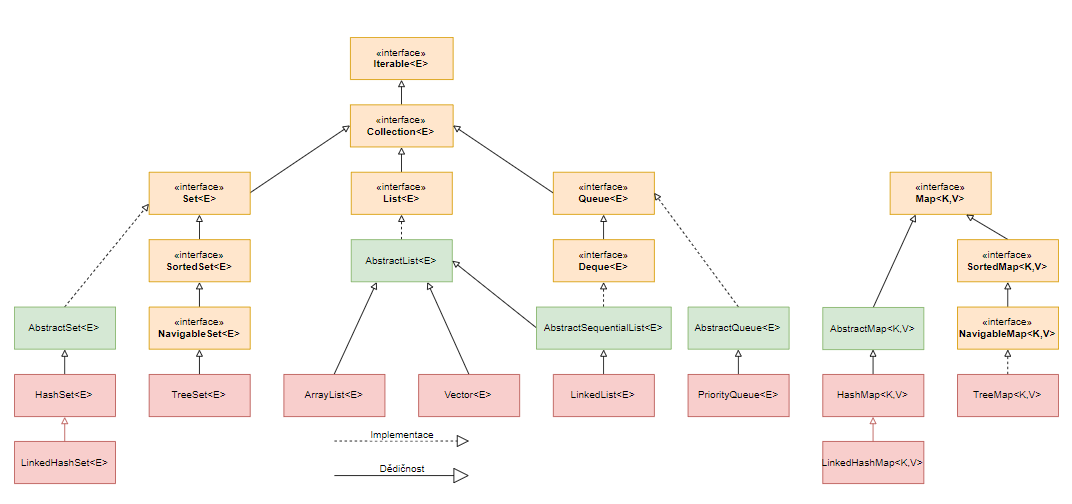 «interface»
Iterable<E>
«interface»
Collection<E>
«interface»
Set<E>
«interface»
List<E>
«interface»
Queue<E>
«interface»
Map<K,V>
«interface»
SortedSet<E>
AbstractList<E>
«interface»
Deque<E>
«interface»
SortedMap<K,V>
AbstractSet<E>
«interface»
NavigableSet<E>
AbstractSequentialList<E>
AbstractQueue<E>
AbstractMap<K,V>
«interface»
NavigableMap<K,V>
HashSet<E>
TreeSet<E>
ArrayList<E>
Vector<E>
LinkedList<E>
PriorityQueue<E>
HashMap<K,V>
TreeMap<K,V>
LinkedHashSet<E>
Implementace
Dědičnost
LinkedHashMap<K,V>